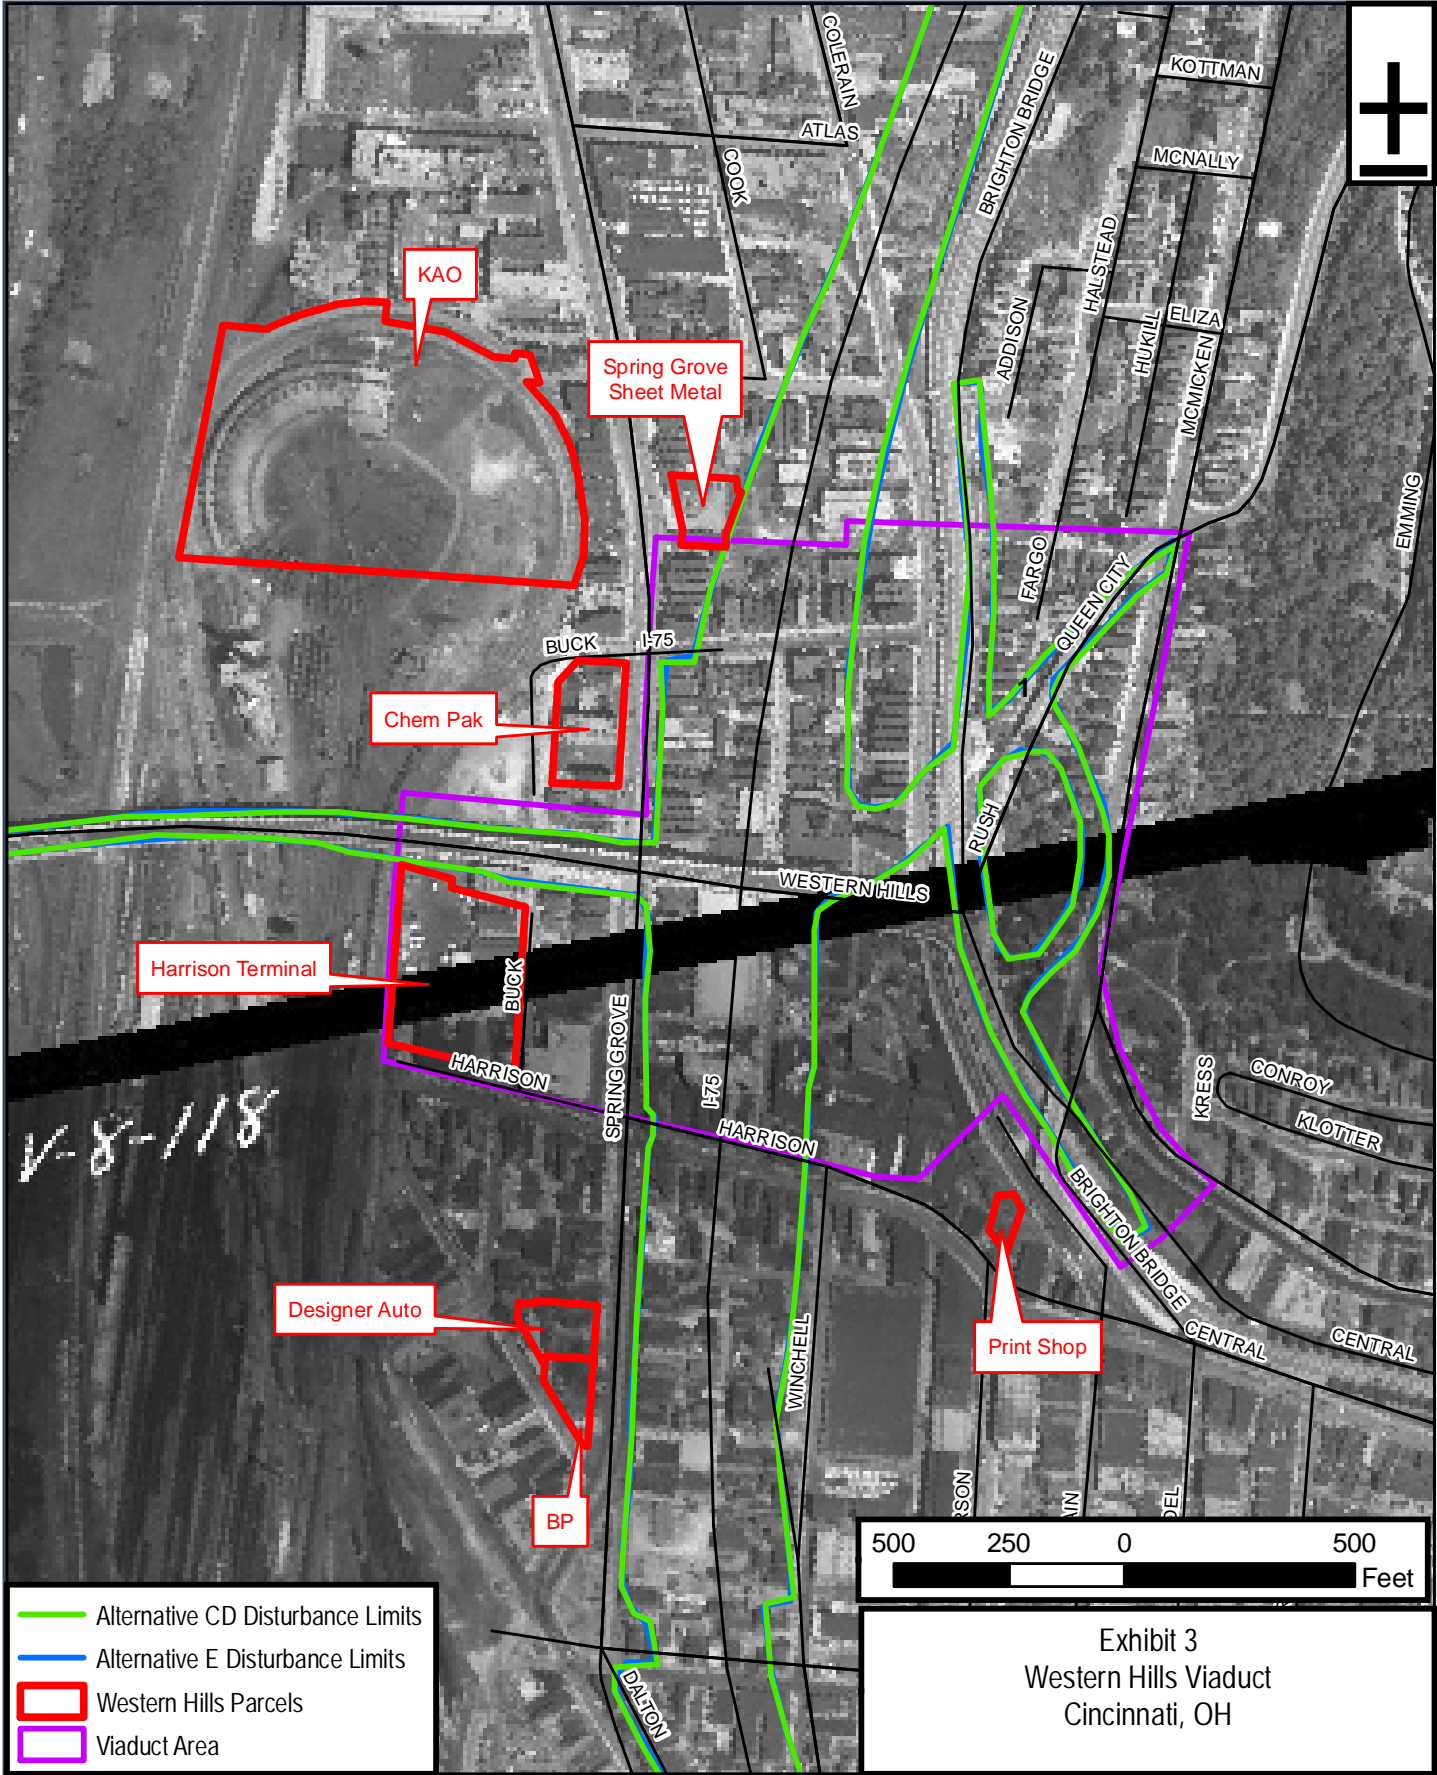 COLERAIN
KOTTMAN
BRIGHTON BRIDGE
ATLAS
MCNALLY
COOK
HALSTEAD
KAO
ADDISON
HUKILL
ELIZA
Spring Grove
Sheet Metal
MCMICKEN
EMMING
FARGO
QUEEN CITY
BUCK
I-75
1
Chem Pak
RUSH
WESTERN HILLS
Harrison Terminal
BUCK
SPRING GROVE
HARRISON
I-75
HARRISON
KRESS
CONROY
KLOTTER
V-8-118
BRIGHTON BRIDGE
Designer Auto
WINCHELL
Print Shop
CENTRAL
CENTRAL
BP
RSON
AIN
DEL
500 250 0 500
Feet
Alternative CD Disturbance Limits
Alternative E Disturbance Limits
Western Hills Parcels
Viaduct Area
DALTON
Exhibit 3
Western Hills Viaduct
Cincinnati, OH